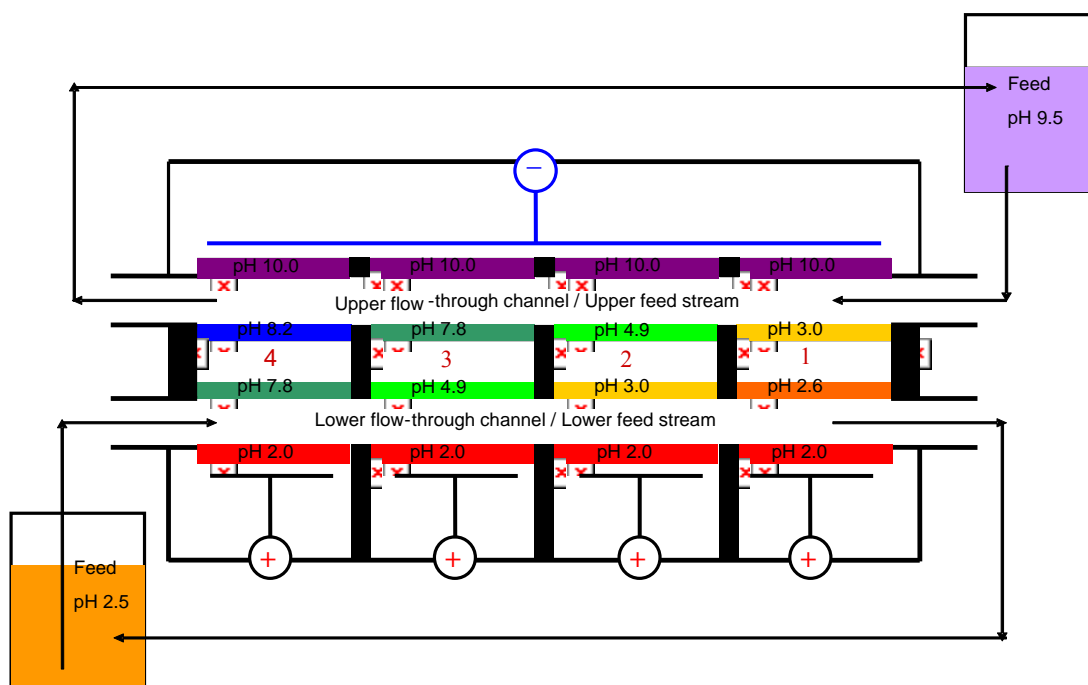 Feed
pH 9.5
−
pH 10.0 pH 10.0 pH 10.0 pH 10.0
Upper flow -through channel / Upper feed stream
pH 8.2 pH 7.8 pH 4.9 pH 3.0
4 3 2 1
pH 7.8 pH 4.9 pH 3.0 pH 2.6
Lower flow-through channel / Lower feed stream
pH 2.0 pH 2.0 pH 2.0 pH 2.0
+ + + +
Feed
pH 2.5